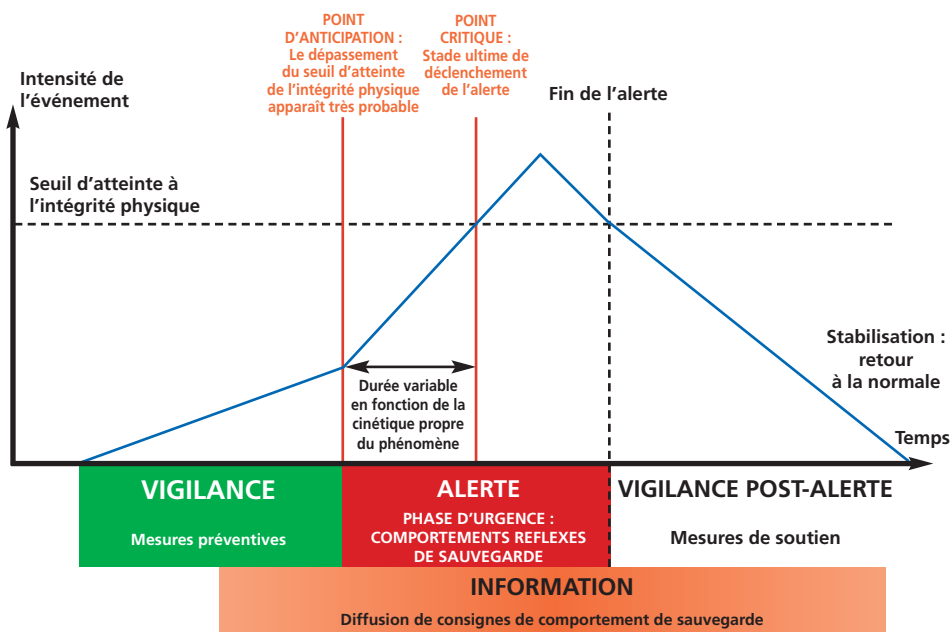 POINT
D'ANTICIPATION :
Le dépassement
du seuil d'atteinte
de l'intégrité physique
apparaît très probable
POINT
CRITIQUE :
Stade ultime de
déclenchement
de l'alerte
Intensité de
l'événement
Fin de l'alerte
Seuil d'atteinte à
l'intégrité physique
Stabilisation :
retour
à la normale
Durée variable
en fonction de la
cinétique propre
du phénomène
Temps
VIGILANCE
Mesures préventives
ALERTE
PHASE D'URGENCE :
COMPORTEMENTS REFLEXES
DE SAUVEGARDE
VIGILANCE POST-ALERTE
Mesures de soutien
INFORMATION
Diffusion de consignes de comportement de sauvegarde